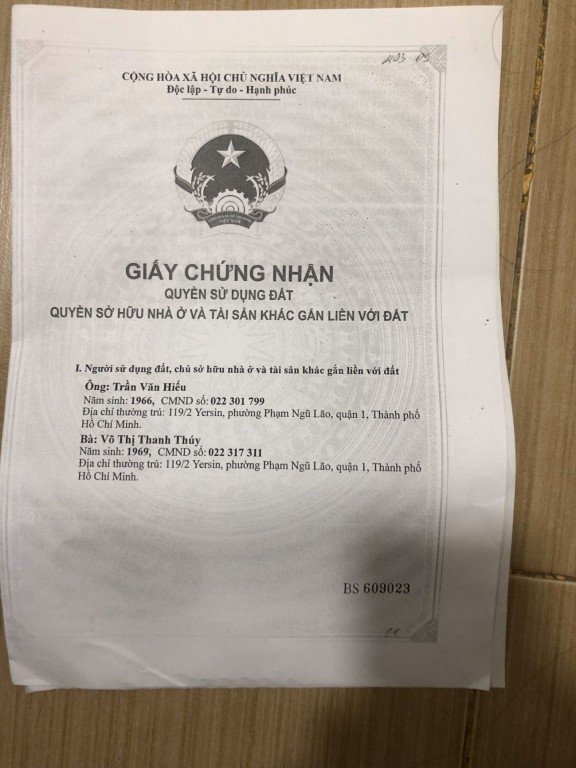 CỘNG HÒA XÃ HỘI CHỦ NGHĨA VIỆT NAM
Độc lập - Tự do - Hạnh phúc
VIỆT NAM
GIẤY CHỨNG NHẬN
QUYỀN SỬ DỤNG ĐẤT
QUYỀN SỞ HỮU NHÀ Ở VÀ TÀI SẢN KHÁC GẮN LIỀN VỚI ĐẤT
I. Người sử dụng đất, chủ sở hữu nhà ở và tài sản khác gắn liền với đất
Ông: Trần Văn Hiếu
Năm sinh: 1966, CMND số: 022 301 799
Địa chỉ thường trú: 119/2 Yersin, phường Phạm Ngũ Lão, quận 1, Thành phố
Hồ Chí Minh.
Bà: Võ Thị Thanh Thúy
Năm sinh: 1969, CMND số: 022 317 311
Địa chỉ thường trú: 119/2 Yersin, phường Phạm Ngũ Lão, quận 1, Thành phố
Hồ Chí Minh.
BS 609023